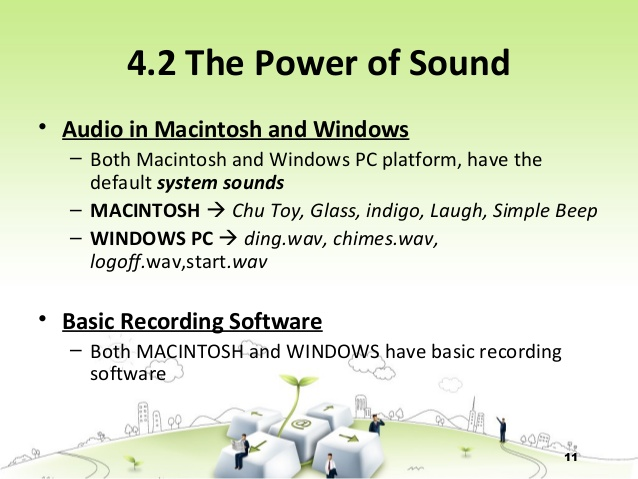 4.2 The Power of Sound
• Audio in Macintosh and Windows
– Both Macintosh and Windows PC platform, have the
default system sounds
– MACINTOSH → Chu Toy, Glass, indigo, Laugh, Simple Beep
– WINDOWS PC → ding.wav, chimes.wav,
logoff.wav,start.wav
• Basic Recording Software
– Both MACINTOSH and WINDOWS have basic recording
software
@
11